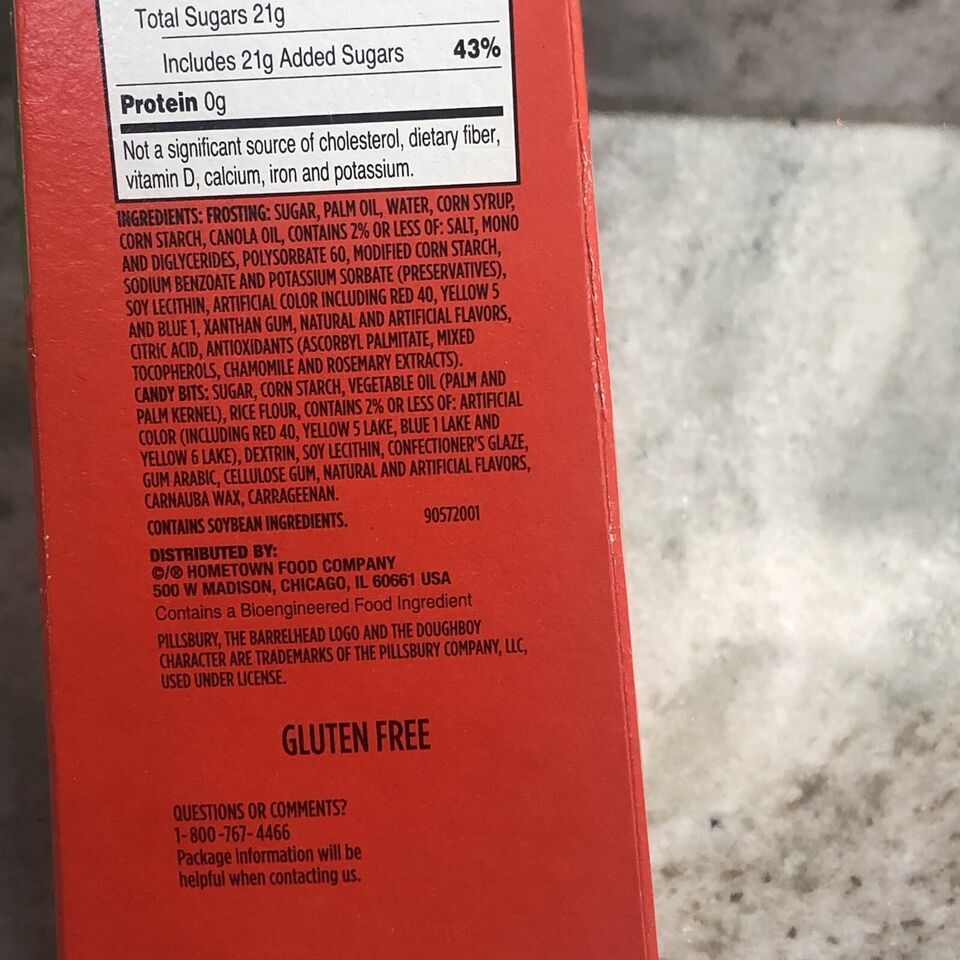 Total Sugars 21g
Includes 21g Added Sugars 43%
Protein 0g
Not a significant source of cholesterol, dietary fiber,
vitamin D, calcium, iron and potassium.
INGREDIENTS: FROSTING: SUGAR, PALM OIL, WATER, CORN SYRUP,
CORN STARCH, CANOLA OIL, CONTAINS 2% OR LESS OF: SALT, MONO
AND DIGLYCERIDES, POLYSORBATE 60, MODIFIED CORN STARCH,
SODIUM BENZOATE AND POTASSIUM SORBATE (PRESERVATIVES),
SOY LECITHIN, ARTIFICIAL COLOR INCLUDING RED 40, YELLOW 5
AND BLUE 1, XANTHAN GUM, NATURAL AND ARTIFICIAL FLAVORS,
CITRIC ACID, ANTIOXIDANTS (ASCORBYL PALMITATE, MIXED
TOCOPHEROLS, CHAMOMILE AND ROSEMARY EXTRACTS).
CANDY BITS: SUGAR, CORN STARCH, VEGETABLE OIL (PALM AND
PALM KERNEL), RICE FLOUR, CONTAINS 2% OR LESS OF: ARTIFICIAL
COLOR (INCLUDING RED 40, YELLOW 5 LAKE, BLUE 1 LAKE AND
YELLOW 6 LAKE), DEXTRIN, SOY LECITHIN, CONFECTIONER'S GLAZE,
GUM ARABIC, CELLULOSE GUM, NATURAL AND ARTIFICIAL FLAVORS,
CARNAUBA WAX, CARRAGEENAN.
CONTAINS SOYBEAN INGREDIENTS. 90572001
DISTRIBUTED BY:
©/® HOMETOWN FOOD COMPANY
500 W MADISON, CHICAGO, IL 60661 USA
Contains a Bioengineered Food Ingredient
PILLSBURY, THE BARRELHEAD LOGO AND THE DOUGHBOY
CHARACTER ARE TRADEMARKS OF THE PILLSBURY COMPANY, LLC,
USED UNDER LICENSE.
GLUTEN FREE
QUESTIONS OR COMMENTS?
1-800-767-4466
Package information will be
helpful when contacting us.